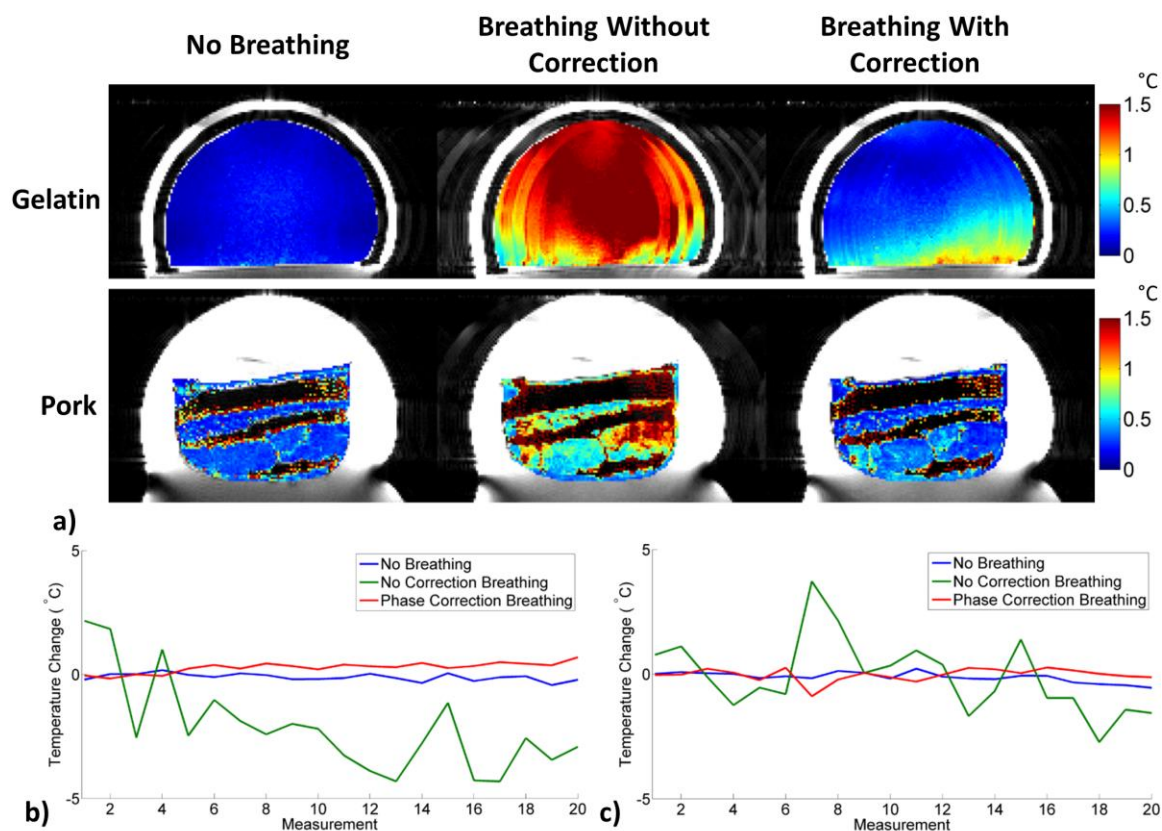 No Breathing
Breathing Without
Correction
Breathing With
Correction
Gelatin
°C
1.5
1
0.5
0
Pork
°C
1.5
1
0.5
0
a)
b)
5
0
-5
Temperature Change ( °C)
No Breathing
No Correction Breathing
Phase Correction Breathing
2 4 6 8 10 12 14 16 18 20
Measurement
c)
5
0
-5
Temperature Change ( °C)
No Breathing
No Correction Breathing
Phase Correction Breathing
2 4 6 8 10 12 14 16 18 20
Measurement